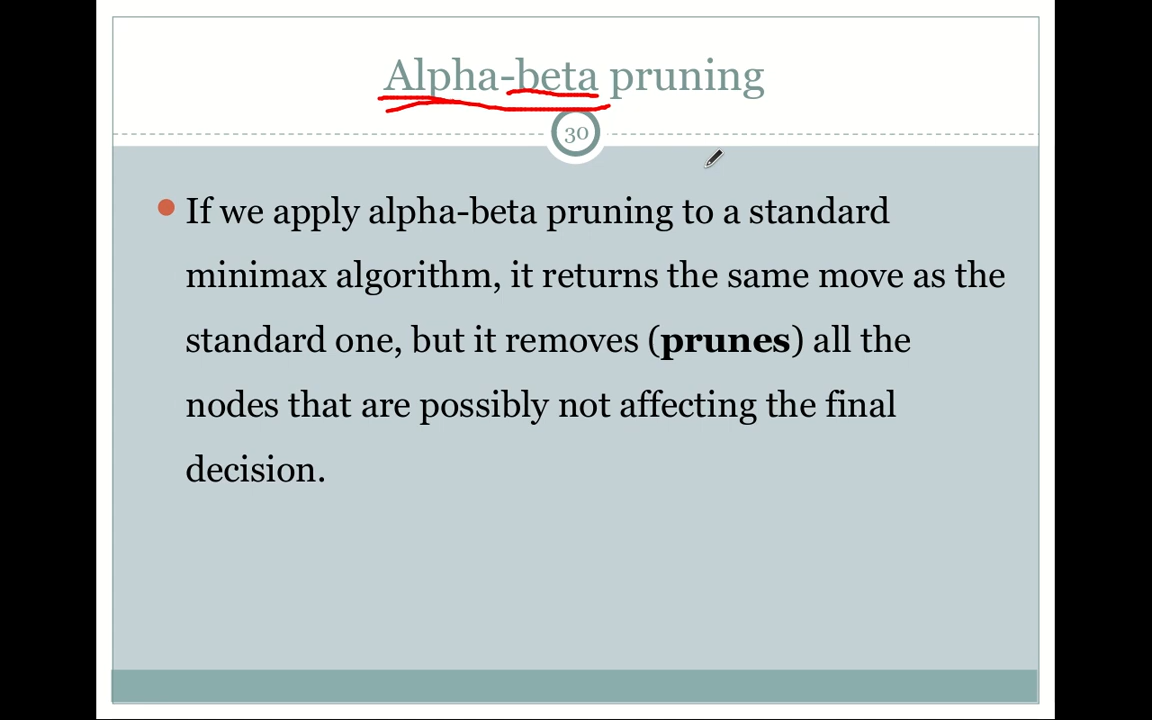 Alpha-beta pruning
30
If we apply alpha-beta pruning to a standard
minimax algorithm, it returns the same move as the
standard one, but it removes (prunes) all the
nodes that are possibly not affecting the final
decision.